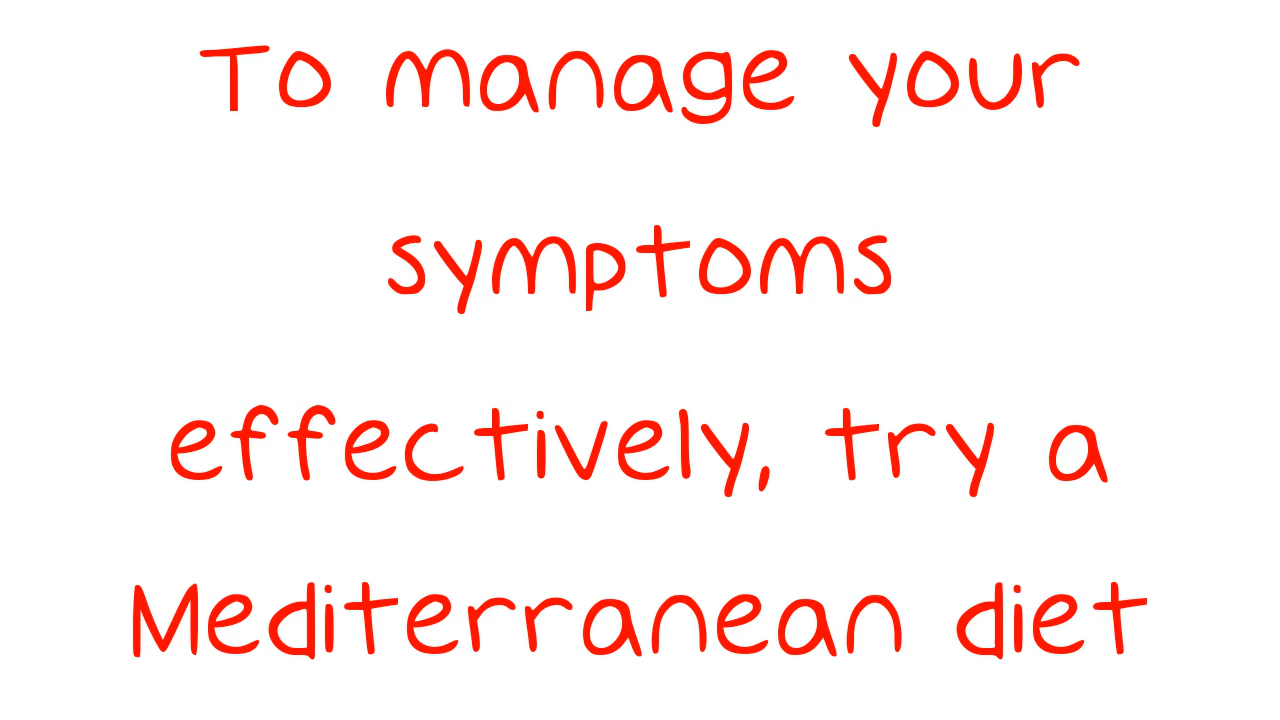 To manage your
symptoms
effectively, try a
Mediterranean diet